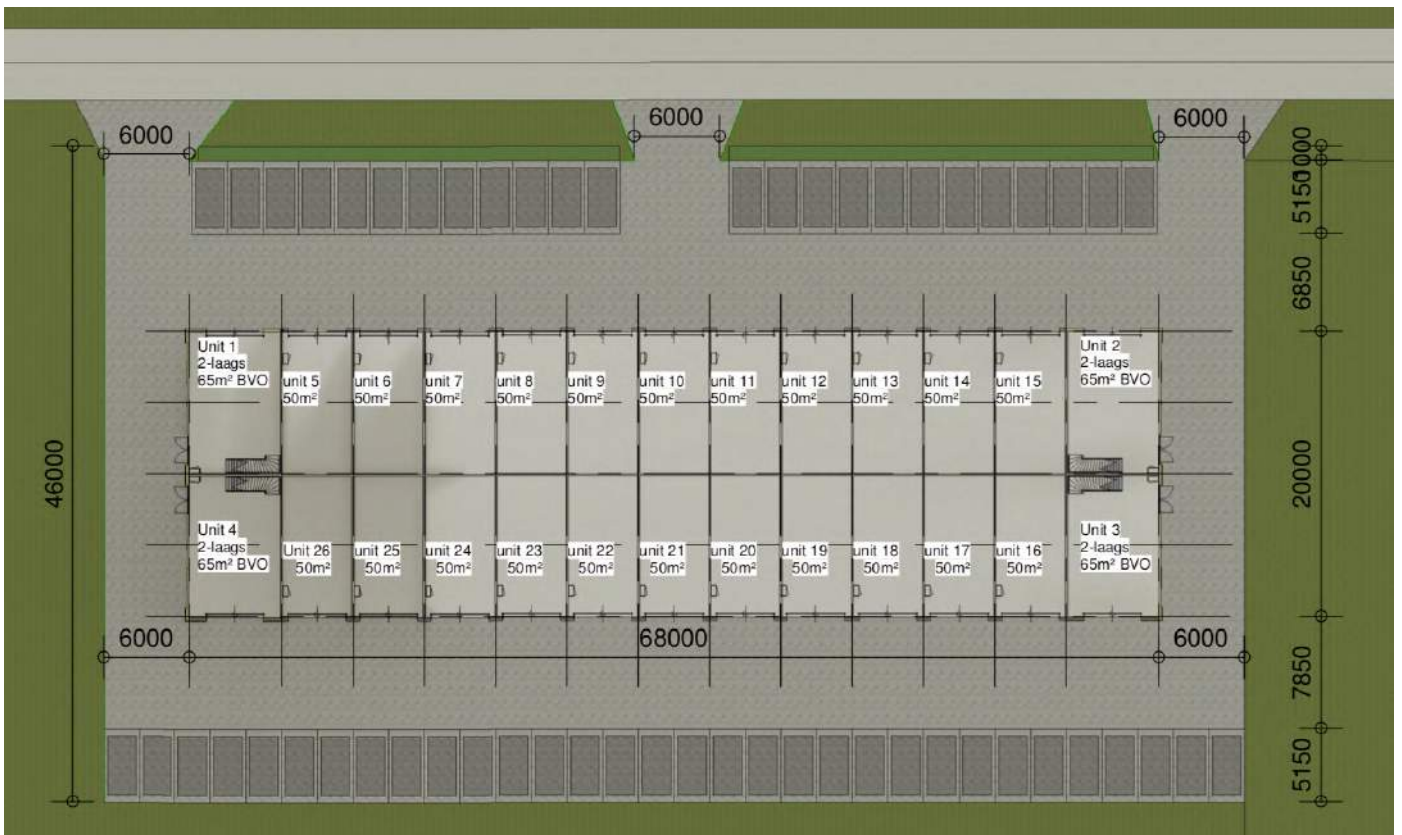 6000
6000
6000
1000
5150
6850
Unit 1
2-laags
65m² BVO
unit 5
50m²
unit 6
50m²
unit 7
50m²
unit 8
50m²
unit 9
50m²
unit 10
50m²
unit 11
50m²
unit 12
50m²
unit 13
50m²
unit 14
50m²
unit 15
50m²
Unit 2
2-laags
65m² BVO
46000
20000
Unit 4
2-laags
65m² BVO
Unit 26
50m²
unit 25
50m²
unit 24
50m²
unit 23
50m²
unit 22
50m²
unit 21
50m²
unit 20
50m²
unit 19
50m²
unit 18
50m²
unit 17
50m²
unit 16
50m²
Unit 3
2-laags
65m² BVO
6000
68000
6000
7850
5150